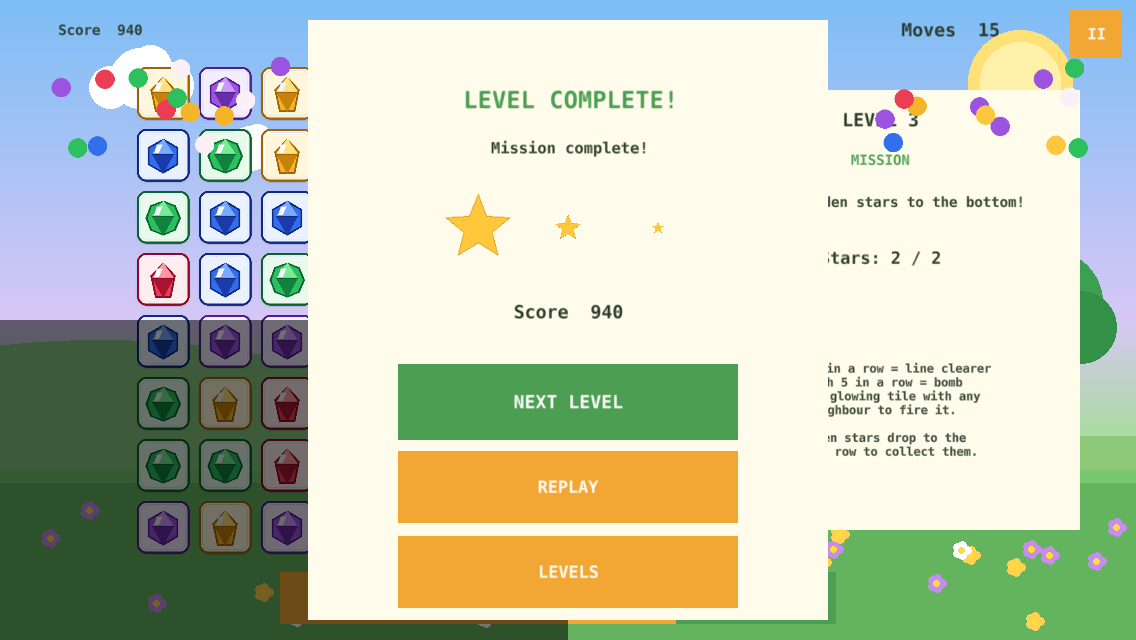 Score 940
Moves 15
II
LEVEL COMPLETE!
Mission complete!
Score 940
NEXT LEVEL
REPLAY
LEVELS
LEVEL 3
MISSION
stars to the bottom!
2 / 2
in a row = line clearer
5 in a row = bomb
glowing tile with any
to fire it.
stars drop to the
row to collect them.